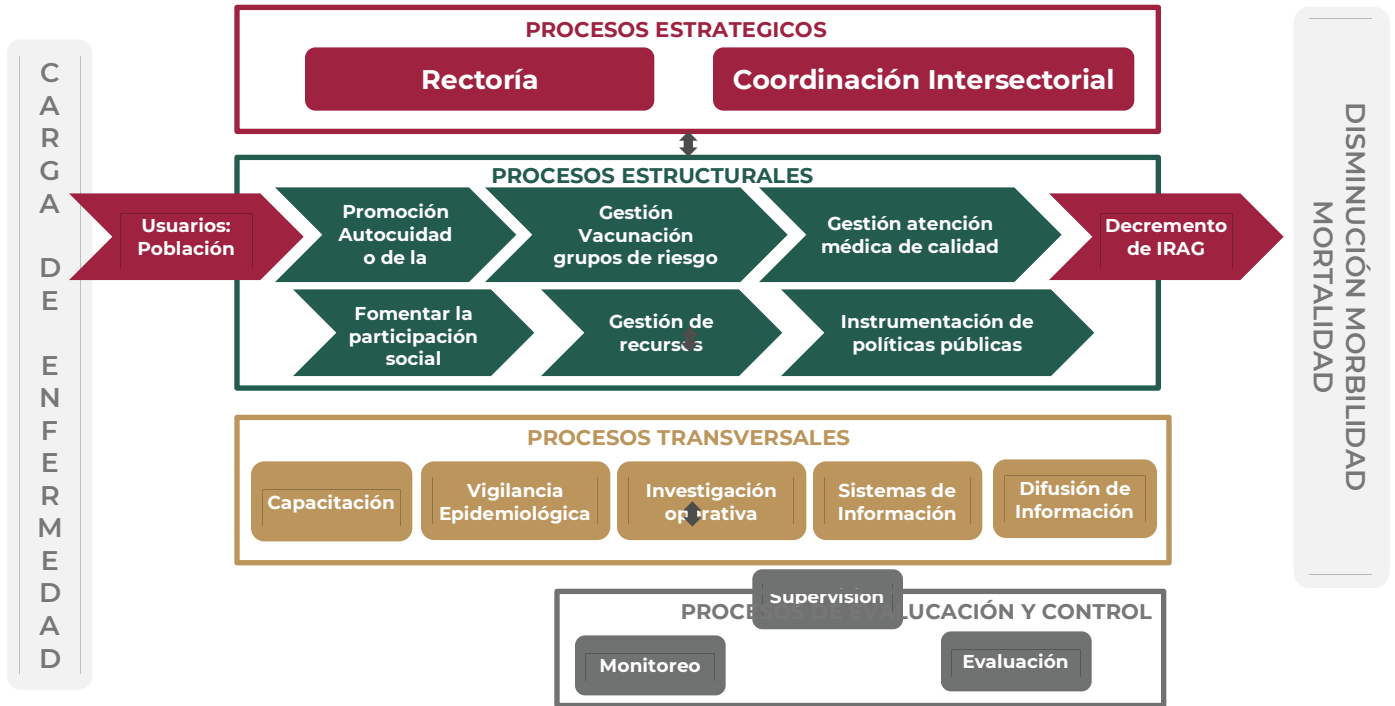 CARGA DE ENFERMEDAD
PROCESOS ESTRATEGICOS
Rectoría
Coordinación Intersectorial
PROCESOS ESTRUCTURALES
Usuarios:
Población
Promoción
Autocuidad
o de la
Gestión
Vacunación
grupos de riesgo
Gestión atención
médica de calidad
Decremento
de IRAG
Fomentar la
participación
social
Gestión de
recursos
Instrumentación de
políticas públicas
PROCESOS TRANSVERSALES
Capacitación
Vigilancia
Epidemiológica
Investigación
operativa
Sistemas de
Información
Difusión de
Información
Supervisión
PROCESOS DE EVALUCACIÓN Y CONTROL
Monitoreo
Evaluación
DISMINUCIÓN MORBILIDAD
MORTALIDAD